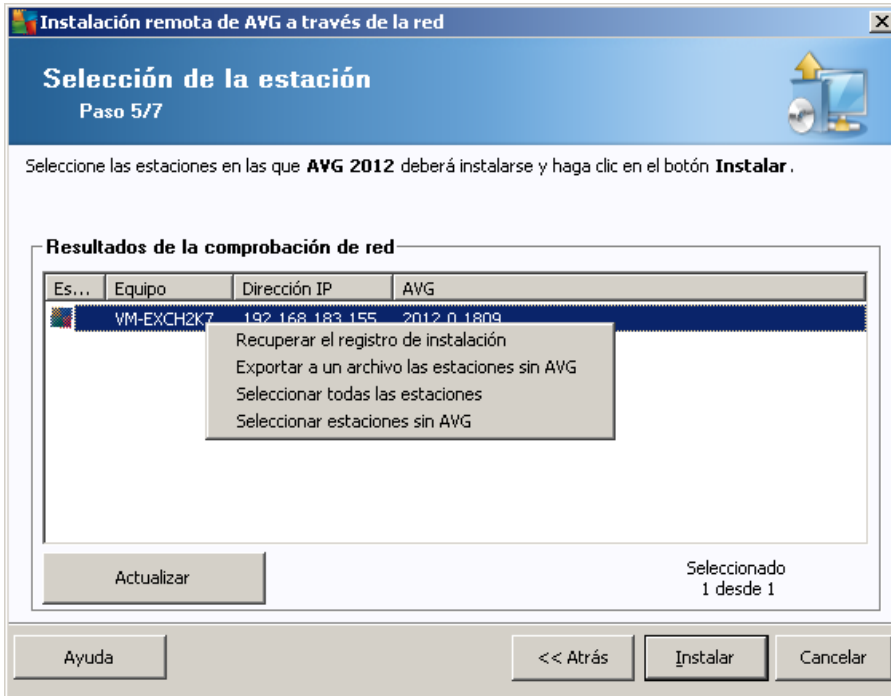 Instalación remota de AVG a través de la red
Selección de la estación
Paso 5/7
Seleccione las estaciones en las que AVG 2012 deberá instalarse y haga clic en el botón Instalar.
Resultados de la comprobación de red
Es... Equipo Dirección IP AVG
VM-EXCH2K7 192.168.183.155 2012.0.1809
Recuperar el registro de instalación
Exportar a un archivo las estaciones sin AVG
Seleccionar todas las estaciones
Seleccionar estaciones sin AVG
Actualizar
Seleccionado
1 desde 1
Ayuda << Atrás Instalar Cancelar